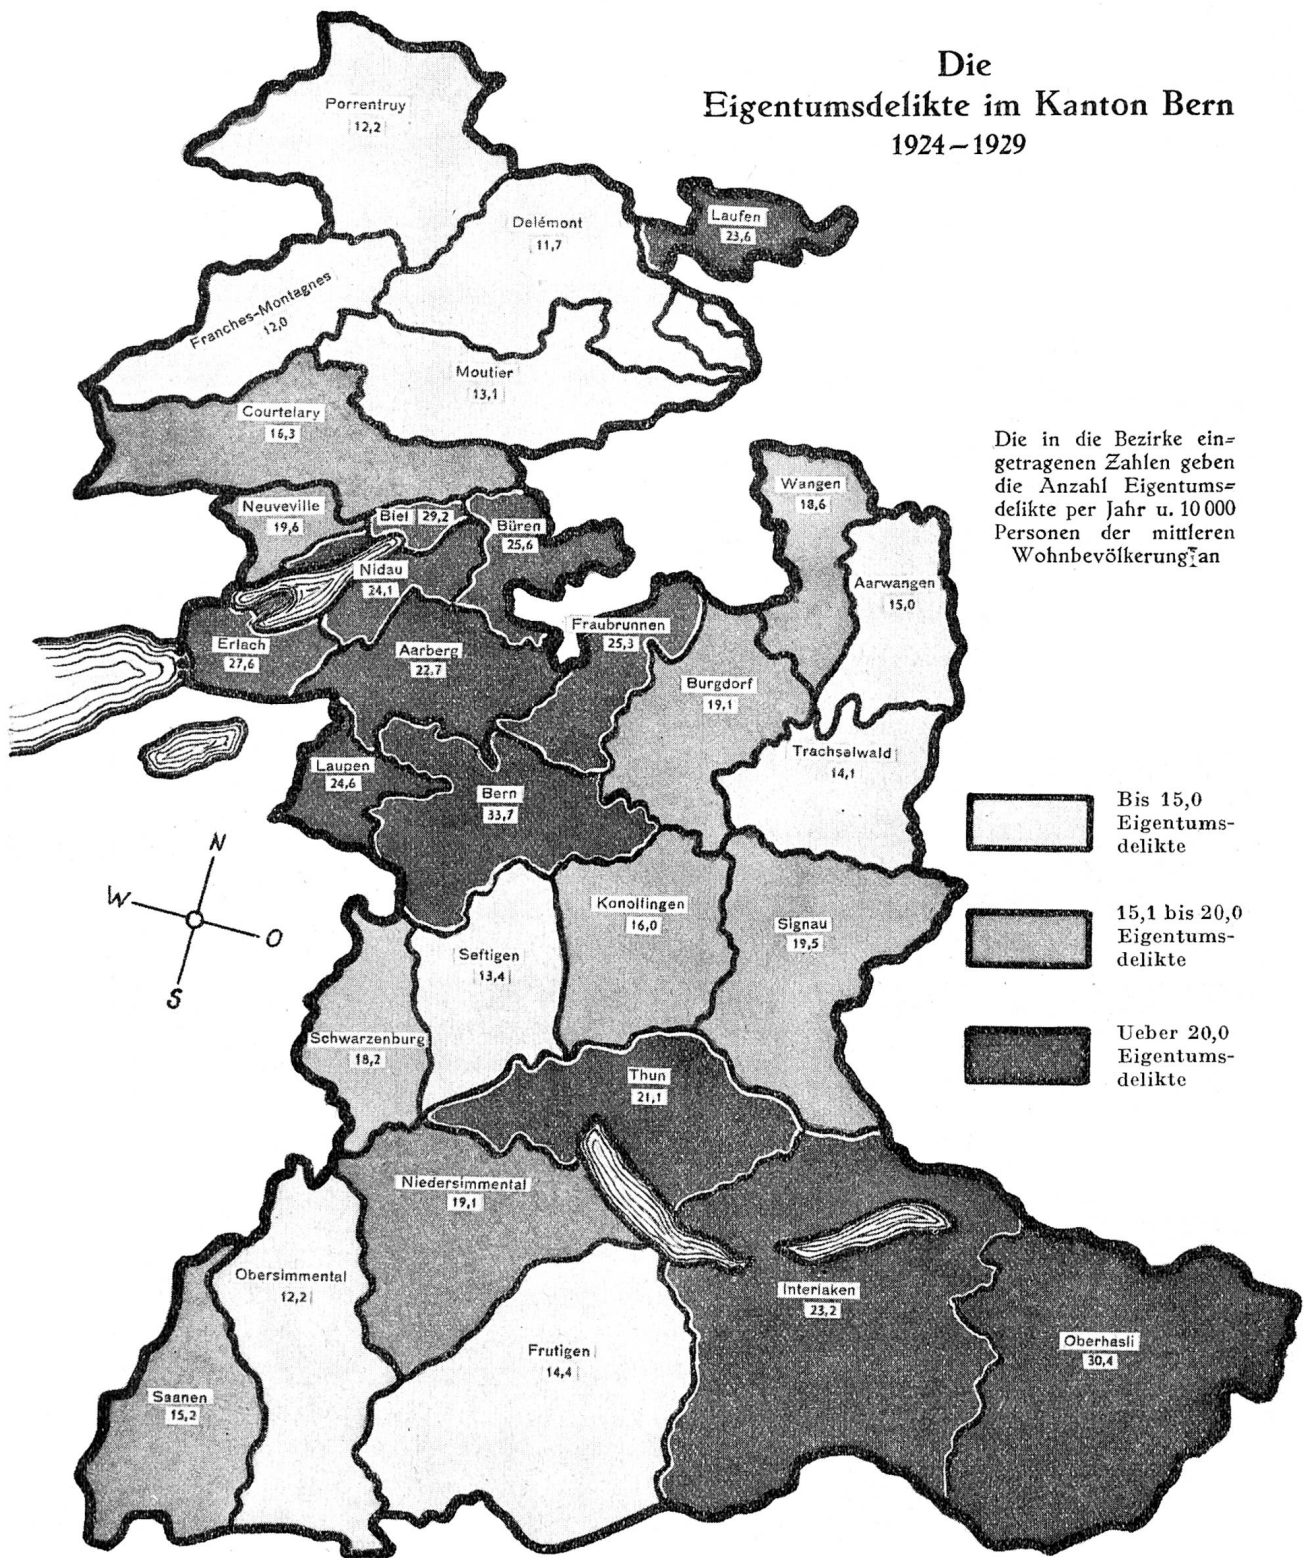 Die
Eigentumsdelikte im Kanton Bern
1924–1929
Porrentruy
12,2
Laufen
23,6
Delémont
11,7
Franches-Montagnes
12,0
Moutier
13,1
Courtelary
16,3
Die in die Bezirke ein=
getragenen Zahlen geben
die Anzahl Eigentums=
delikte per Jahr u. 10 000
Personen der mittleren
Wohnbevölkerung an
Wangen
18,6
Neuveville
19,6
Biel 29,2
Büren
25,6
Nidau
24,1
Aarwangen
15,0
Fraubrunnen
25,3
Erlach
27,6
Aarberg
22,7
Burgdorf
19,1
Trachselwald
14,1
Laupen
24,6
Bern
33,7
Bis 15,0
Eigentums-
delikte
N
W
O
S
Konolfingen
16,0
Signau
19,5
15,1 bis 20,0
Eigentums-
delikte
Seftigen
13,4
Schwarzenburg
18,2
Ueber 20,0
Eigentums-
delikte
Thun
21,1
Niedersimmental
19,1
Obersimmental
12,2
Interlaken
23,2
Frutigen
14,4
Oberhasli
30,4
Saanen
15,2